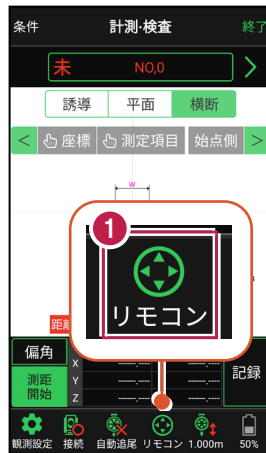 条件 計測・検査 終了
未 NO,0 >
誘導 平面 横断
< 座標 測定項目 始点側 >
w
1
リモコン
距離
偏角
測距
開始
X ----.---- ----.----
Y ----.---- ----.----
Z ----.---- ----.----
記録
観測設定 接続 自動追尾 リモコン 1.000m 50%